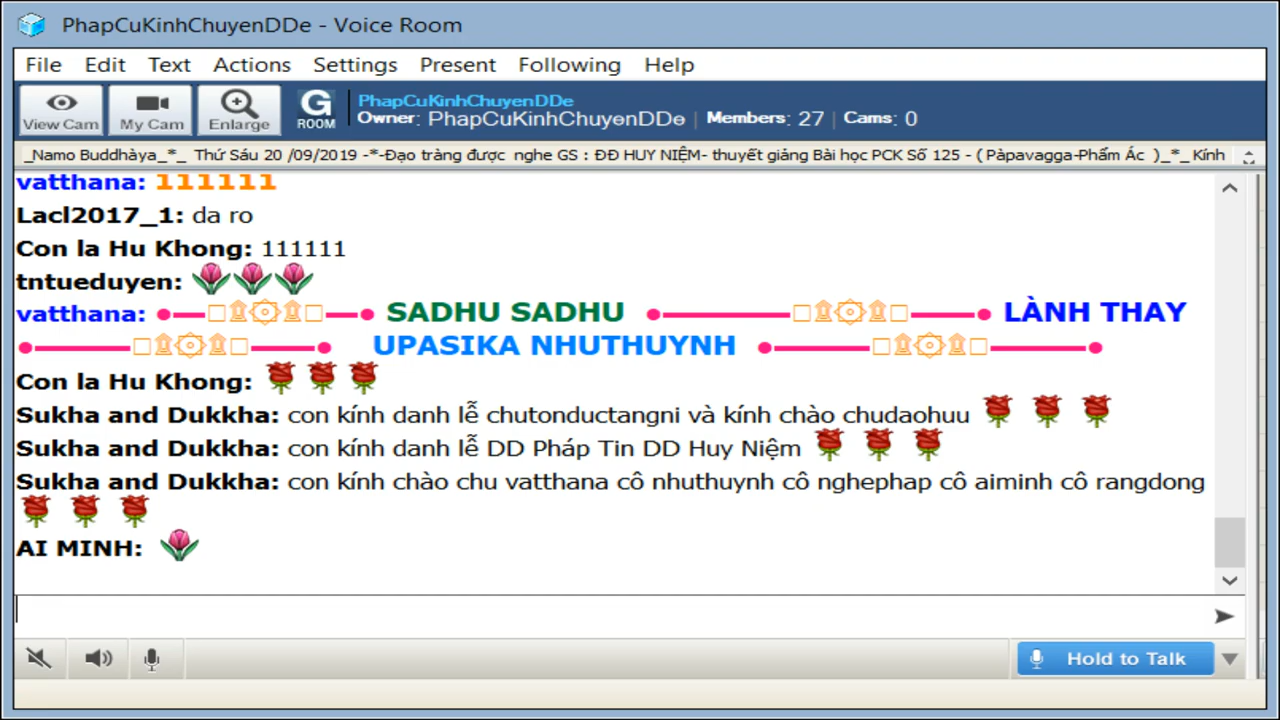 PhapCuKinhChuyenDDe - Voice Room
File Edit Text Actions Settings Present Following Help
View Cam My Cam Enlarge G ROOM
PhapCuKinhChuyenDDe
Owner: PhapCuKinhChuyenDDe | Members: 27 | Cams: 0
_Namo Buddhàya_*_ Thứ Sáu 20 /09/2019 -*-Đạo tràng được nghe GS : ĐĐ HUY NIỆM- thuyết giảng Bài học PCK Số 125 - ( Pàpavagga-Phẩm Ác )_*_ Kính
vatthana: 111111
Lacl2017_1: da ro
Con la Hu Khong: 111111
tntueduyen: 🌷🌷🌷
vatthana: ●—□۩۞۩□—● SADHU SADHU ●———□۩۞۩□——● LÀNH THAY
●———□۩۞۩□——● UPASIKA NHUTHUYNH ●———□۩۞۩□———●
Con la Hu Khong: 🌹🌹🌹
Sukha and Dukkha: con kính danh lễ chutonductangni và kính chào chudaohuu 🌹 🌹 🌹
Sukha and Dukkha: con kính danh lễ DD Pháp Tin DD Huy Niệm 🌹 🌹 🌹
Sukha and Dukkha: con kính chào chu vatthana cô nhuthuynh cô nghephap cô aiminh cô rangdong
🌹 🌹 🌹
AI MINH: 🌷
Hold to Talk